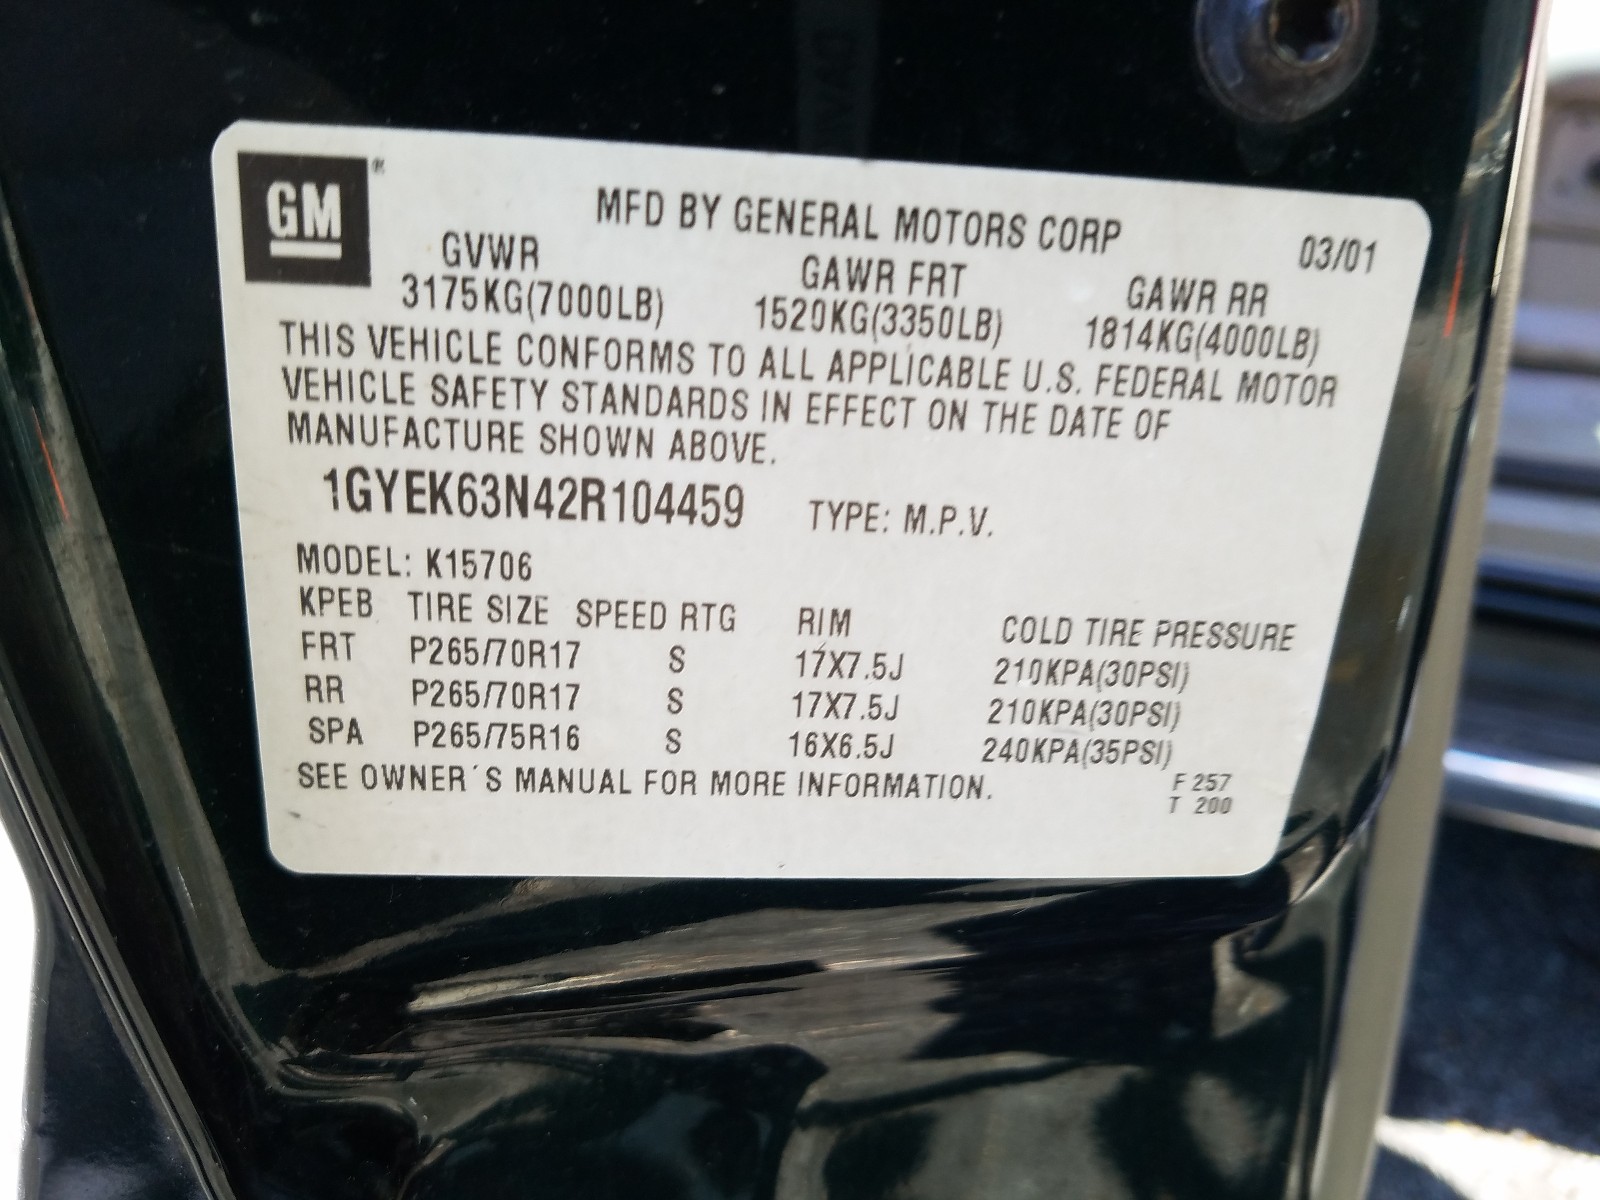 GM®
MFD BY GENERAL MOTORS CORP 03/01
GVWR GAWR FRT GAWR RR
3175KG(7000LB) 1520KG(3350LB) 1814KG(4000LB)
THIS VEHICLE CONFORMS TO ALL APPLICABLE U.S. FEDERAL MOTOR
VEHICLE SAFETY STANDARDS IN EFFECT ON THE DATE OF
MANUFACTURE SHOWN ABOVE.
1GYEK63N42R104459 TYPE: M.P.V.
MODEL: K15706
KPEB TIRE SIZE SPEED RTG RIM COLD TIRE PRESSURE
FRT P265/70R17 S 17X7.5J 210KPA(30PSI)
RR P265/70R17 S 17X7.5J 210KPA(30PSI)
SPA P265/75R16 S 16X6.5J 240KPA(35PSI)
SEE OWNER´S MANUAL FOR MORE INFORMATION. F 257
T 200